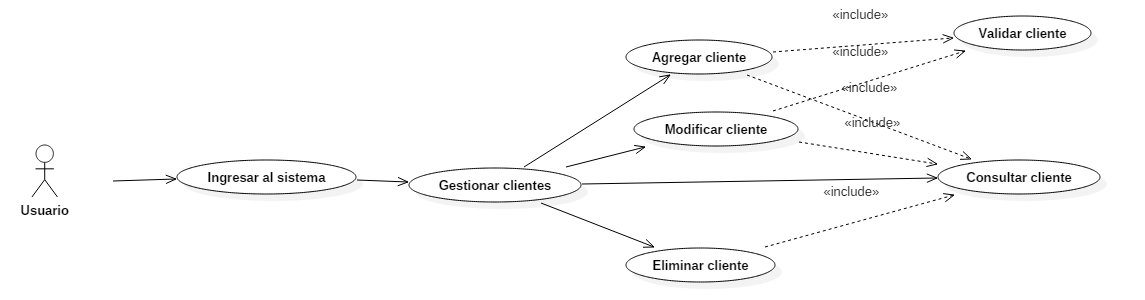 «include»
Validar cliente
Agregar cliente
«include»
«include»
Modificar cliente
«include»
Ingresar al sistema
Gestionar clientes
Consultar cliente
«include»
Usuario
Eliminar cliente